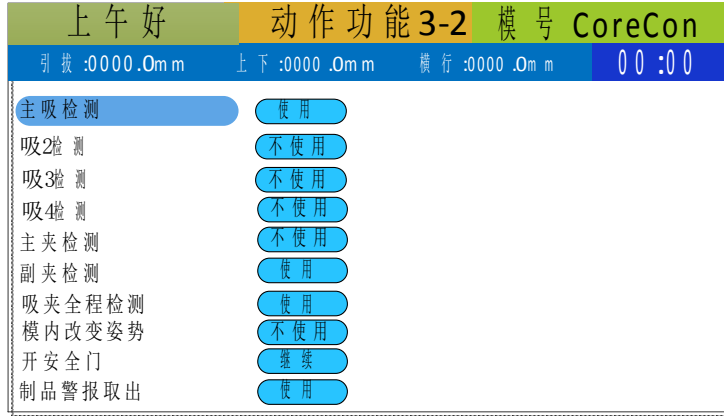 上午好 动作功能3-2 模号 CoreCon
引拔:0000.0mm 上下:0000.0mm 横行:0000.0mm 00:00
主吸检测 使用
吸2检测 不使用
吸3检测 不使用
吸4检测 不使用
主夹检测 不使用
副夹检测 使用
吸夹全程检测 使用
模内改变姿势 不使用
开安全门 继续
制品警报取出 使用